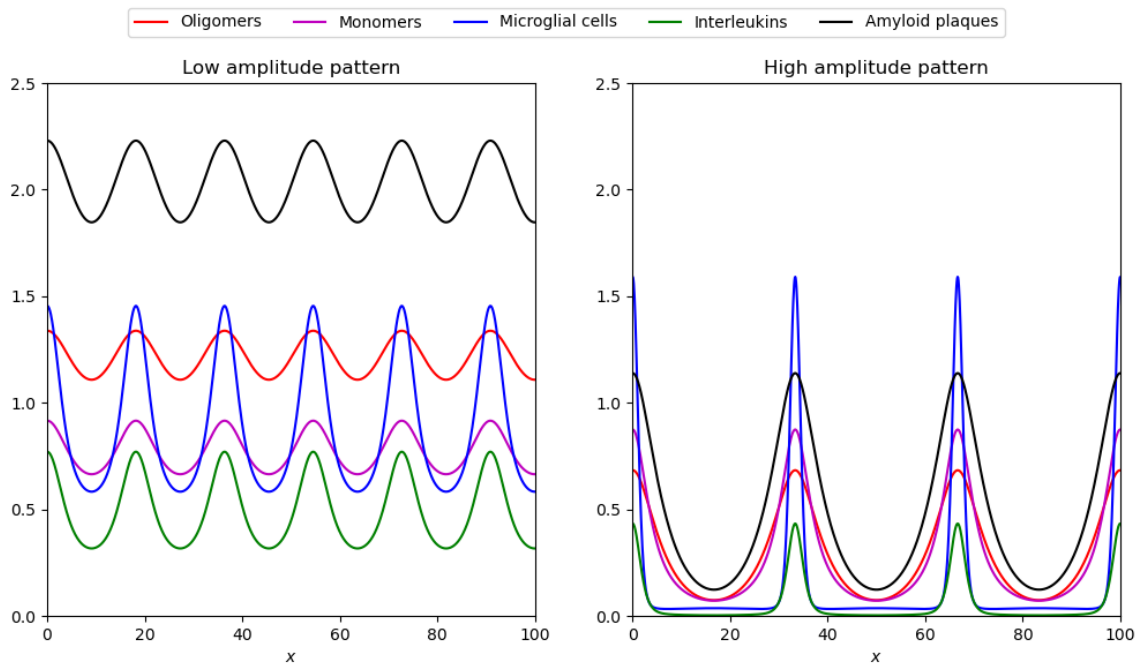 Oligomers Monomers Microglial cells Interleukins Amyloid plaques
Low amplitude pattern
2.5
2.0
1.5
1.0
0.5
0.0
0 20 40 60 80 100
x
High amplitude pattern
2.5
2.0
1.5
1.0
0.5
0.0
0 20 40 60 80 100
x